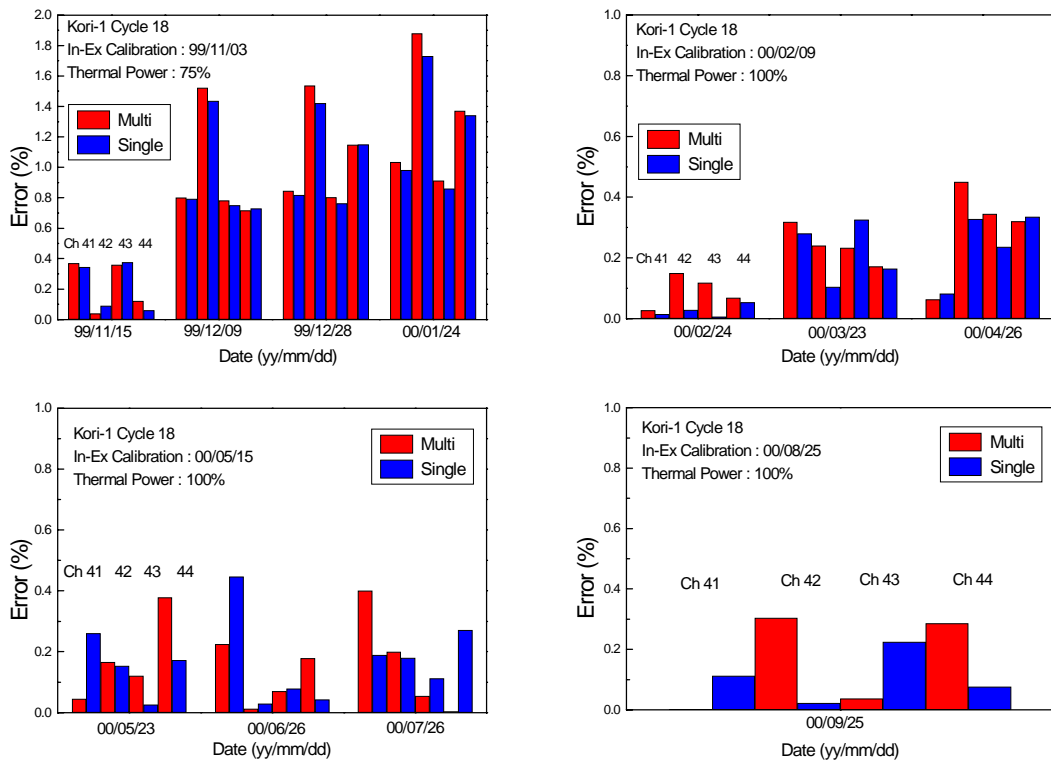 Kori-1 Cycle 18
In-Ex Calibration : 99/11/03
Thermal Power : 75%
Multi
Single
Ch 41 42 43 44
2.0
1.8
1.6
1.4
1.2
1.0
0.8
0.6
0.4
0.2
0.0
Error (%)
99/11/15 99/12/09 99/12/28 00/01/24
Date (yy/mm/dd)
Kori-1 Cycle 18
In-Ex Calibration : 00/02/09
Thermal Power : 100%
Multi
Single
Ch 41 42 43 44
1.0
0.8
0.6
0.4
0.2
0.0
Error (%)
00/02/24 00/03/23 00/04/26
Date (yy/mm/dd)
Kori-1 Cycle 18
In-Ex Calibration : 00/05/15
Thermal Power : 100%
Multi
Single
Ch 41 42 43 44
1.0
0.8
0.6
0.4
0.2
0.0
Error (%)
00/05/23 00/06/26 00/07/26
Date (yy/mm/dd)
Kori-1 Cycle 18
In-Ex Calibration : 00/08/25
Thermal Power : 100%
Multi
Single
Ch 41 Ch 42 Ch 43 Ch 44
1.0
0.8
0.6
0.4
0.2
0.0
Error (%)
00/09/25
Date (yy/mm/dd)